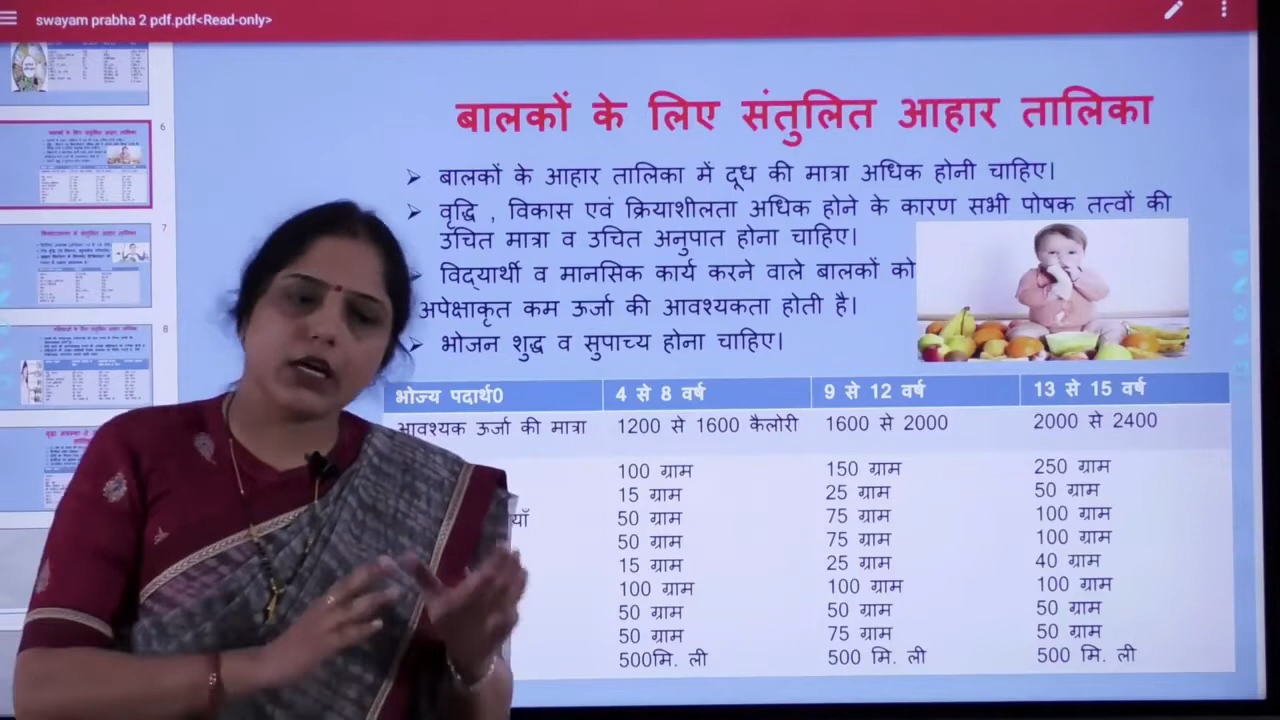 swayam prabha 2 pdf.pdf<Read-only>
बालकों के लिए संतुलित आहार तालिका
बालकों के आहार तालिका में दूध की मात्रा अधिक होनी चाहिए।
वृद्धि , विकास एवं क्रियाशीलता अधिक होने के कारण सभी पोषक तत्वों की
उचित मात्रा व उचित अनुपात होना चाहिए।
विद्यार्थी व मानसिक कार्य करने वाले बालकों को
अपेक्षाकृत कम ऊर्जा की आवश्यकता होती है।
भोजन शुद्ध व सुपाच्य होना चाहिए।
भोज्य पदार्थ0 4 से 8 वर्ष 9 से 12 वर्ष 13 से 15 वर्ष
आवश्यक ऊर्जा की मात्रा 1200 से 1600 कैलोरी 1600 से 2000 2000 से 2400
100 ग्राम 150 ग्राम 250 ग्राम
15 ग्राम 25 ग्राम 50 ग्राम
याँ 50 ग्राम 75 ग्राम 100 ग्राम
50 ग्राम 75 ग्राम 100 ग्राम
15 ग्राम 25 ग्राम 40 ग्राम
100 ग्राम 100 ग्राम 100 ग्राम
50 ग्राम 50 ग्राम 50 ग्राम
50 ग्राम 75 ग्राम 50 ग्राम
500मि. ली 500 मि. ली 500 मि. ली
6
7
8